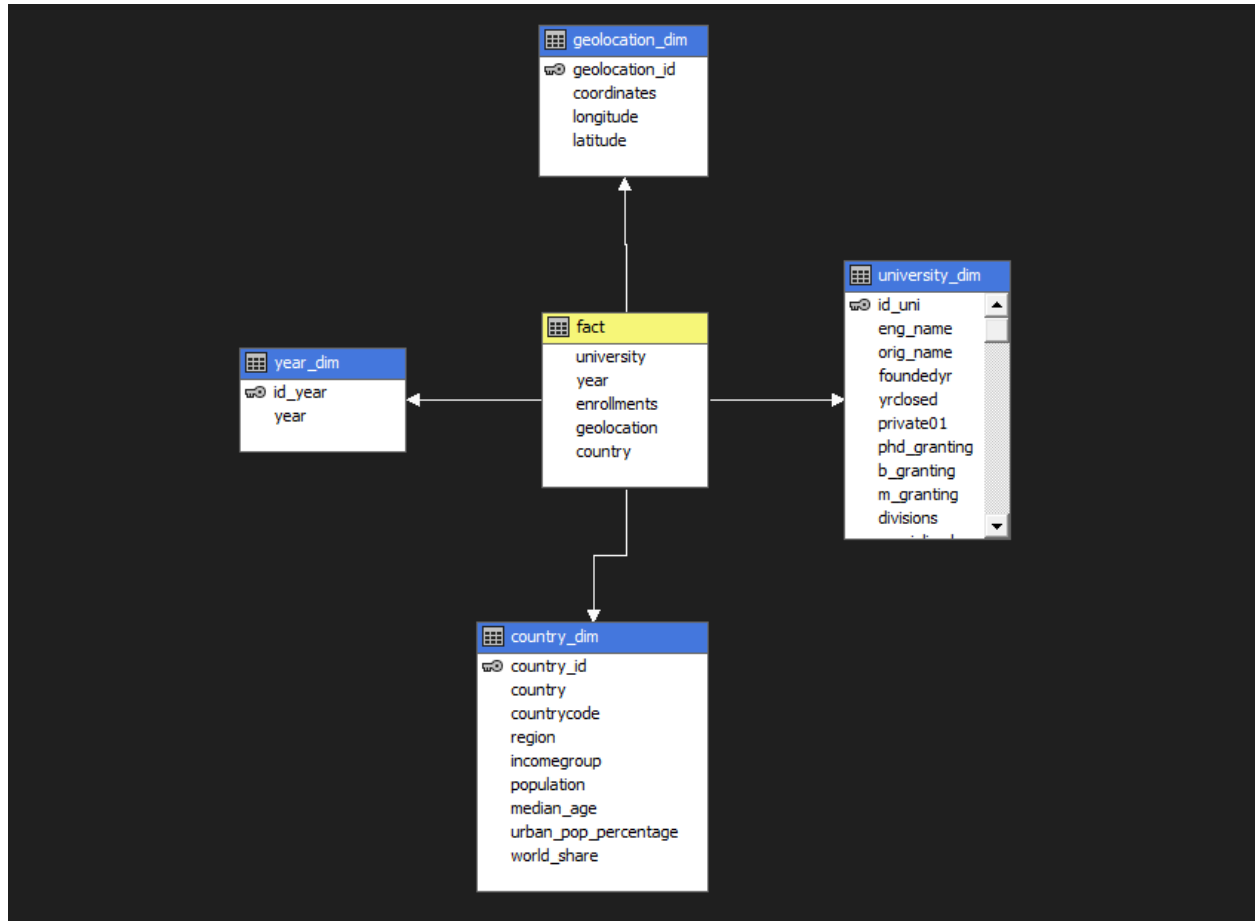 geolocation_dim
geolocation_id
coordinates
longitude
latitude
university_dim
id_uni
eng_name
orig_name
foundedyr
yrclosed
private01
phd_granting
b_granting
m_granting
divisions
fact
university
year
enrollments
geolocation
country
year_dim
id_year
year
country_dim
country_id
country
countrycode
region
incomegroup
population
median_age
urban_pop_percentage
world_share